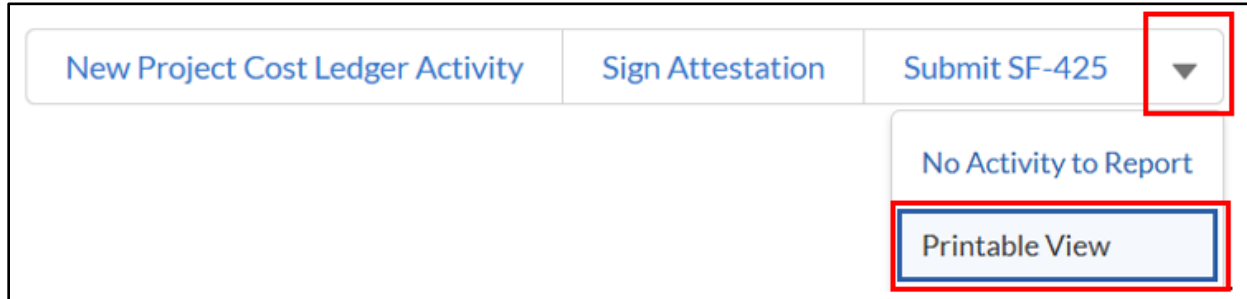 New Project Cost Ledger Activity Sign Attestation Submit SF-425
No Activity to Report
Printable View